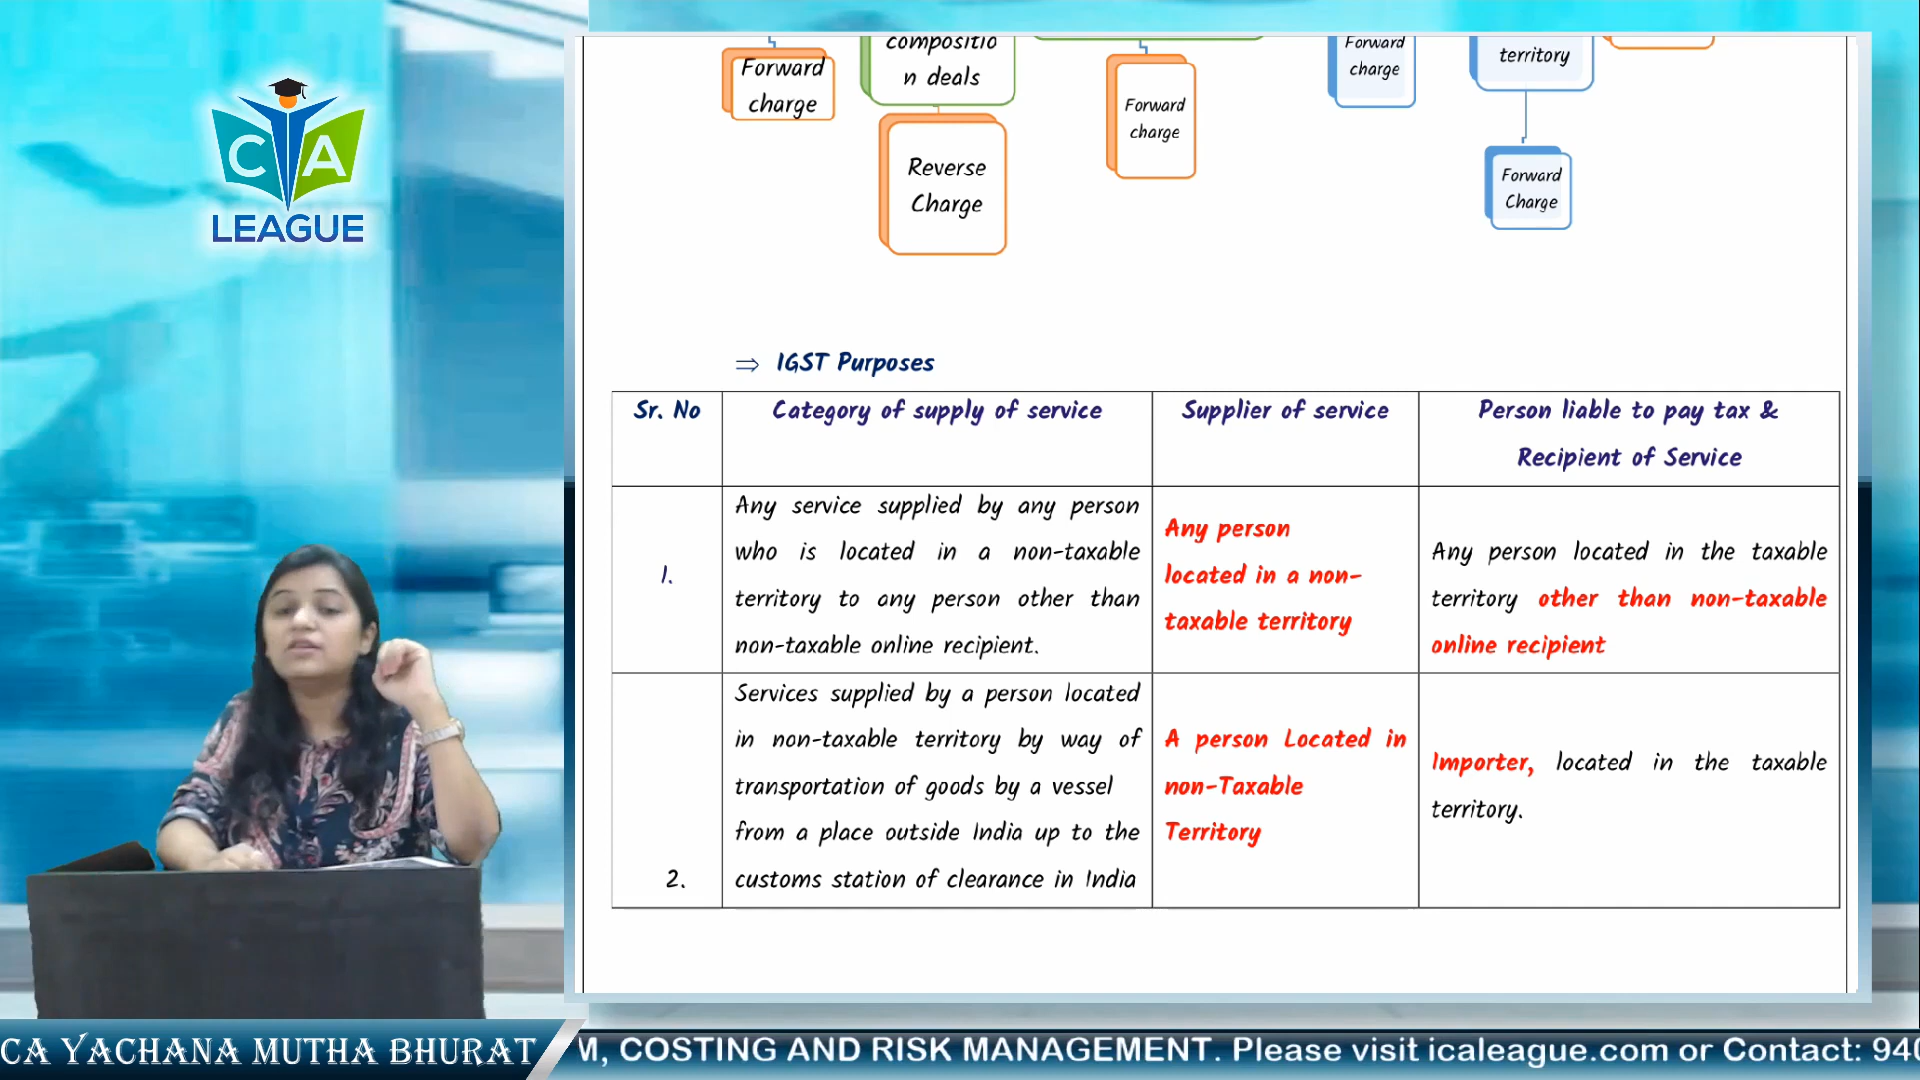 C A
LEAGUE
Forward
charge
compositio
n deals
Reverse
Charge
Forward
charge
Forward
charge
territory
Forward
Charge
⇒ IGST Purposes
Sr. No
Category of supply of service
Supplier of service
Person liable to pay tax &
Recipient of Service
1.
Any service supplied by any person
who is located in a non-taxable
territory to any person other than
non-taxable online recipient.
Any person
located in a non-
taxable territory
Any person located in the taxable
territory other than non-taxable
online recipient
2.
Services supplied by a person located
in non-taxable territory by way of
transportation of goods by a vessel
from a place outside India up to the
customs station of clearance in India
A person Located in
non-Taxable
Territory
Importer, located in the taxable
territory.
CA YACHANA MUTHA BHURAT
M, COSTING AND RISK MANAGEMENT. Please visit icaleague.com or Contact: 940